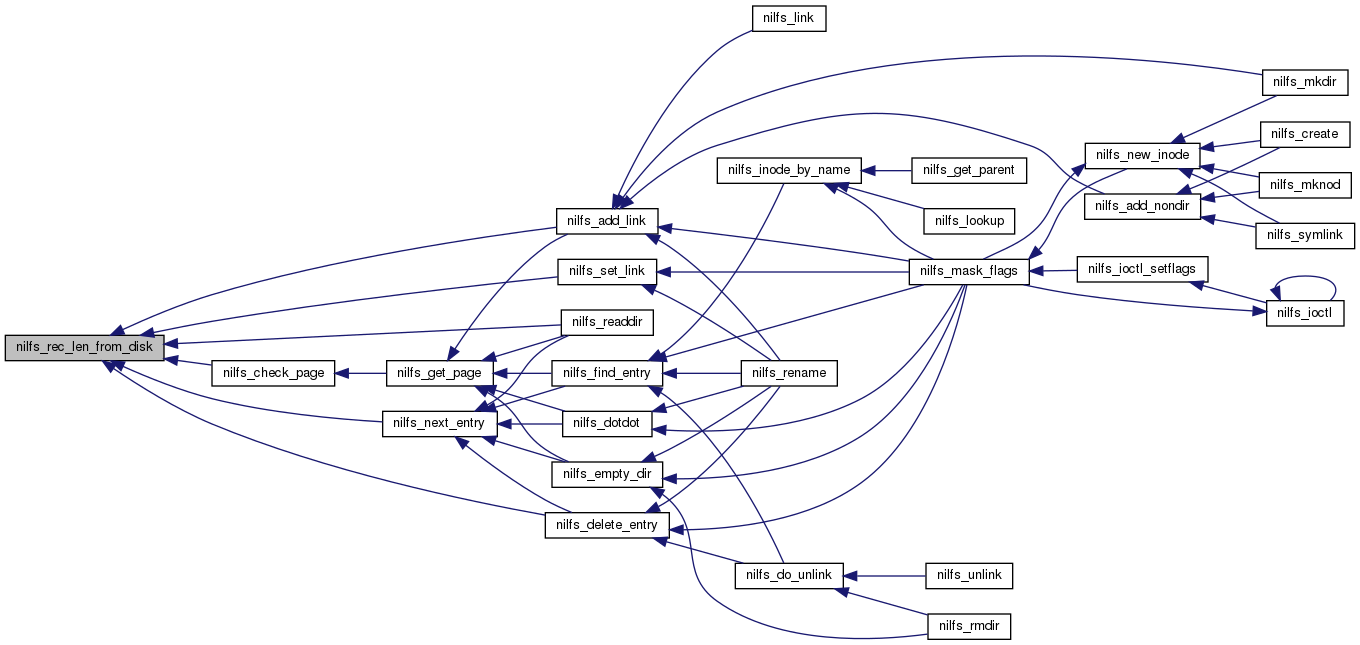 nilfs_link
nilfs_mkdir
nilfs_create
nilfs_new_inode
nilfs_inode_by_name
nilfs_get_parent
nilfs_mknod
nilfs_add_nondir
nilfs_add_link
nilfs_lookup
nilfs_symlink
nilfs_set_link
nilfs_mask_flags
nilfs_ioctl_setflags
nilfs_ioctl
nilfs_readdir
nilfs_rec_len_from_disk
nilfs_check_page
nilfs_get_page
nilfs_find_entry
nilfs_rename
nilfs_next_entry
nilfs_dotdot
nilfs_empty_dir
nilfs_delete_entry
nilfs_do_unlink
nilfs_unlink
nilfs_rmdir